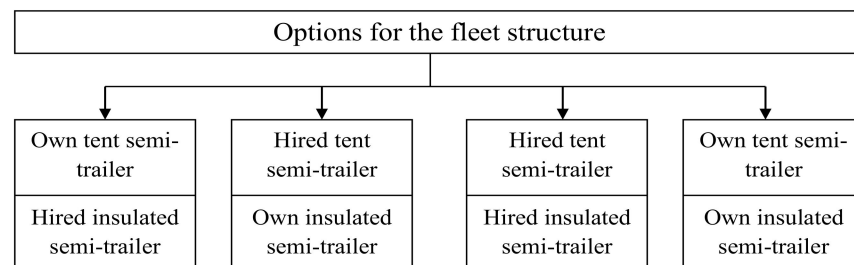 Options for the fleet structure
Own tent semi-
trailer
Hired insulated
semi-trailer
Hired tent
semi-trailer
Own insulated
semi-trailer
Hired tent
semi-trailer
Hired insulated
semi-trailer
Own tent semi-
trailer
Own insulated
semi-trailer